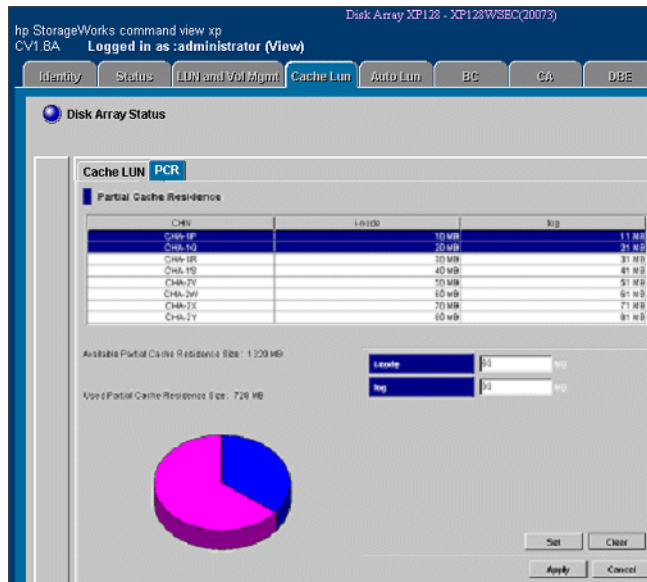 Disk Array XP128 - XP128WSEC(20073)
hp StorageWorks command view xp
CV1.8A Logged in as :administrator (View)
Identity Status LUN and Vol Mgmt Cache Lun Auto Lun BC CA DBE
Disk Array Status
Cache LUN PCR
Partial Cache Residence
CHN i-node log
CHA-1P 10 MB 11 MB
CHA-1Q 20 MB 21 MB
CHA-1R 30 MB 31 MB
CHA-1S 40 MB 41 MB
50 MB 51 MB
CHA-2W 60 MB 61 MB
CHA-2X 70 MB 71 MB
CHA-2Y 81 MB
Available Partial Cache Residence Size : 1320 MB
i-node MB
log MB
Used Partial Cache Residence Size : 728 MB
Set Clear
Apply Cancel